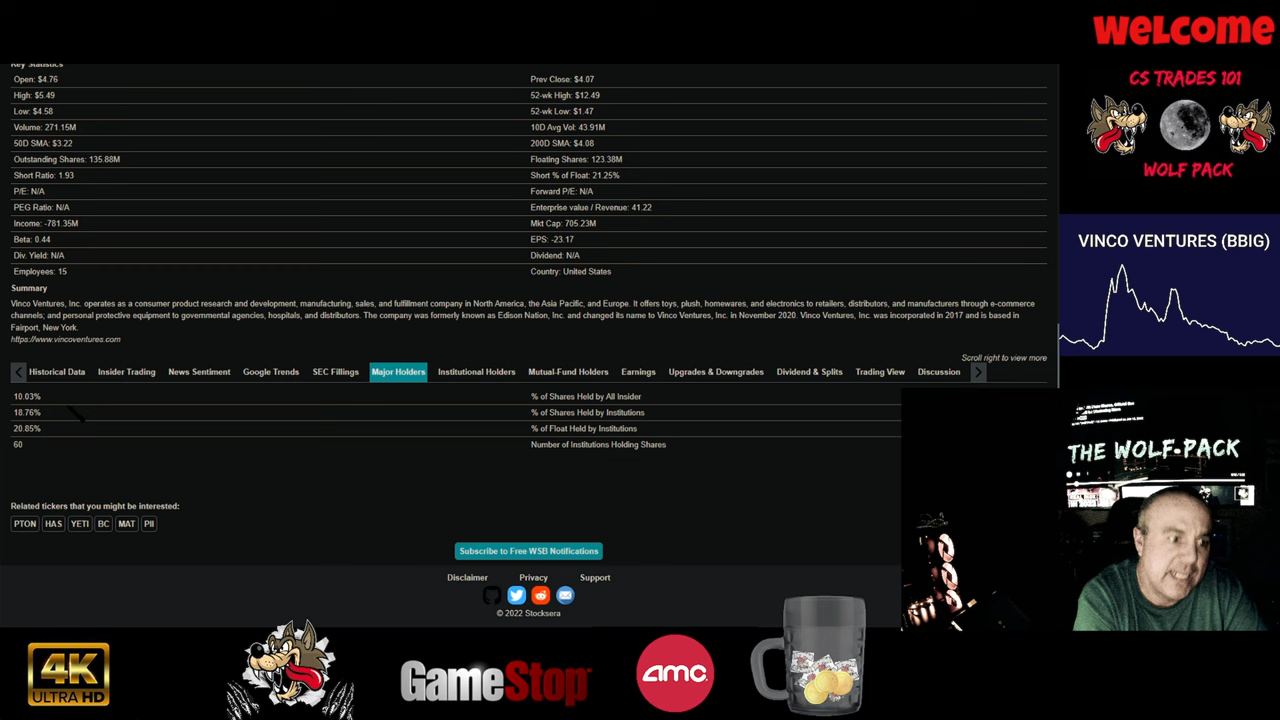 WELCOME
CS TRADES 101
WOLF PACK
Key Statistics
Open: $4.76
Prev Close: $4.07
High: $5.49
52-wk High: $12.49
Low: $4.58
52-wk Low: $1.47
Volume: 271.15M
10D Avg Vol: 43.91M
50D SMA: $3.22
200D SMA: $4.08
Outstanding Shares: 135.88M
Floating Shares: 123.38M
Short Ratio: 1.93
Short % of Float: 21.25%
P/E: N/A
Forward P/E: N/A
PEG Ratio: N/A
Enterprise value / Revenue: 41.22
Income: -781.35M
Mkt Cap: 705.23M
Beta: 0.44
EPS: -23.17
Div. Yield: N/A
Dividend: N/A
Employees: 15
Country: United States
VINCO VENTURES (BBIG)
Summary
Vinco Ventures, Inc. operates as a consumer product research and development, manufacturing, sales, and fulfillment company in North America, the Asia Pacific, and Europe. It offers toys, plush, homewares, and electronics to retailers, distributors, and manufacturers through e-commerce
channels; and personal protective equipment to governmental agencies, hospitals, and distributors. The company was formerly known as Edison Nation, Inc. and changed its name to Vinco Ventures, Inc. in November 2020. Vinco Ventures, Inc. was incorporated in 2017 and is based in
Fairport, New York.
https://www.vincoventures.com
Scroll right to view more
Historical Data Insider Trading News Sentiment Google Trends SEC Fillings Major Holders Institutional Holders Mutual-Fund Holders Earnings Upgrades & Downgrades Dividend & Splits Trading View Discussion
10.03% % of Shares Held by All Insider
18.76% % of Shares Held by Institutions
20.85% % of Float Held by Institutions
60 Number of Institutions Holding Shares
THE WOLF-PACK
Related tickers that you might be interested:
PTON HAS YETI BC MAT PII
Subscribe to Free WSB Notifications
Disclaimer Privacy Support
© 2022 Stocksera
4K
ULTRA HD
GameStop
amc